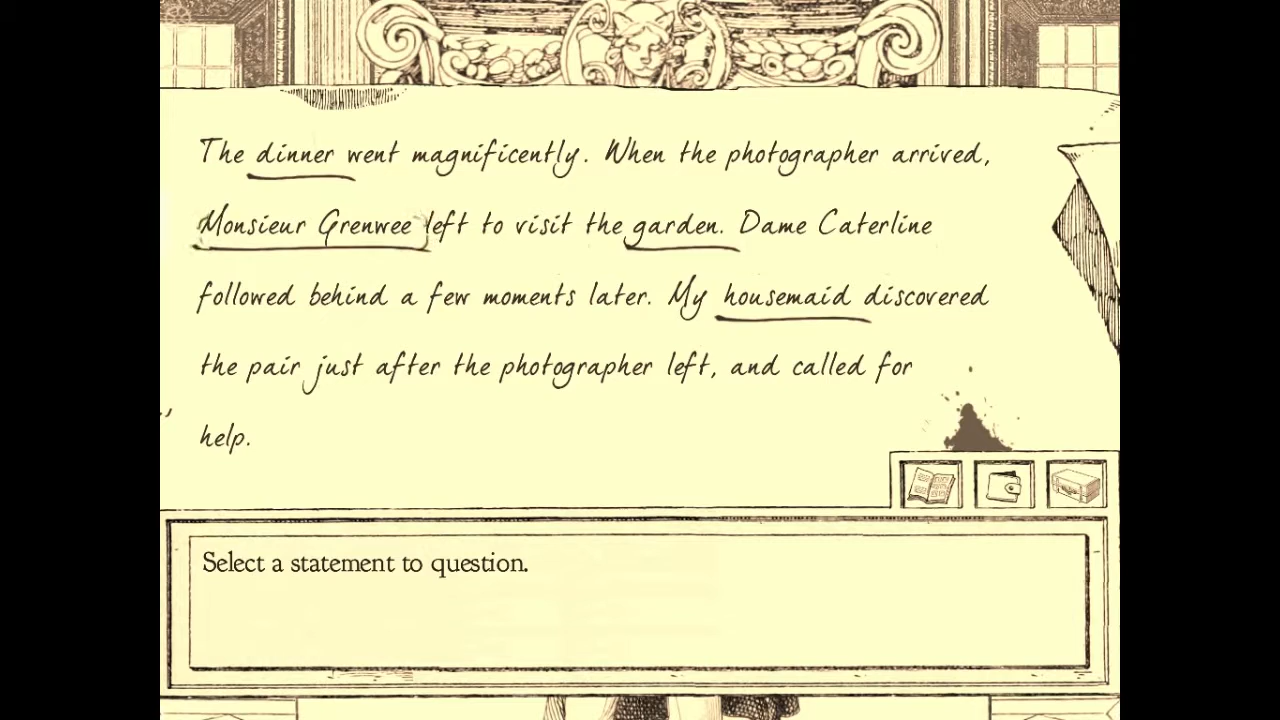 The dinner went magnificently. When the photographer arrived,
Monsieur Grenwee left to visit the garden. Dame Caterline
followed behind a few moments later. My housemaid discovered
the pair just after the photographer left, and called for
help.
Select a statement to question.